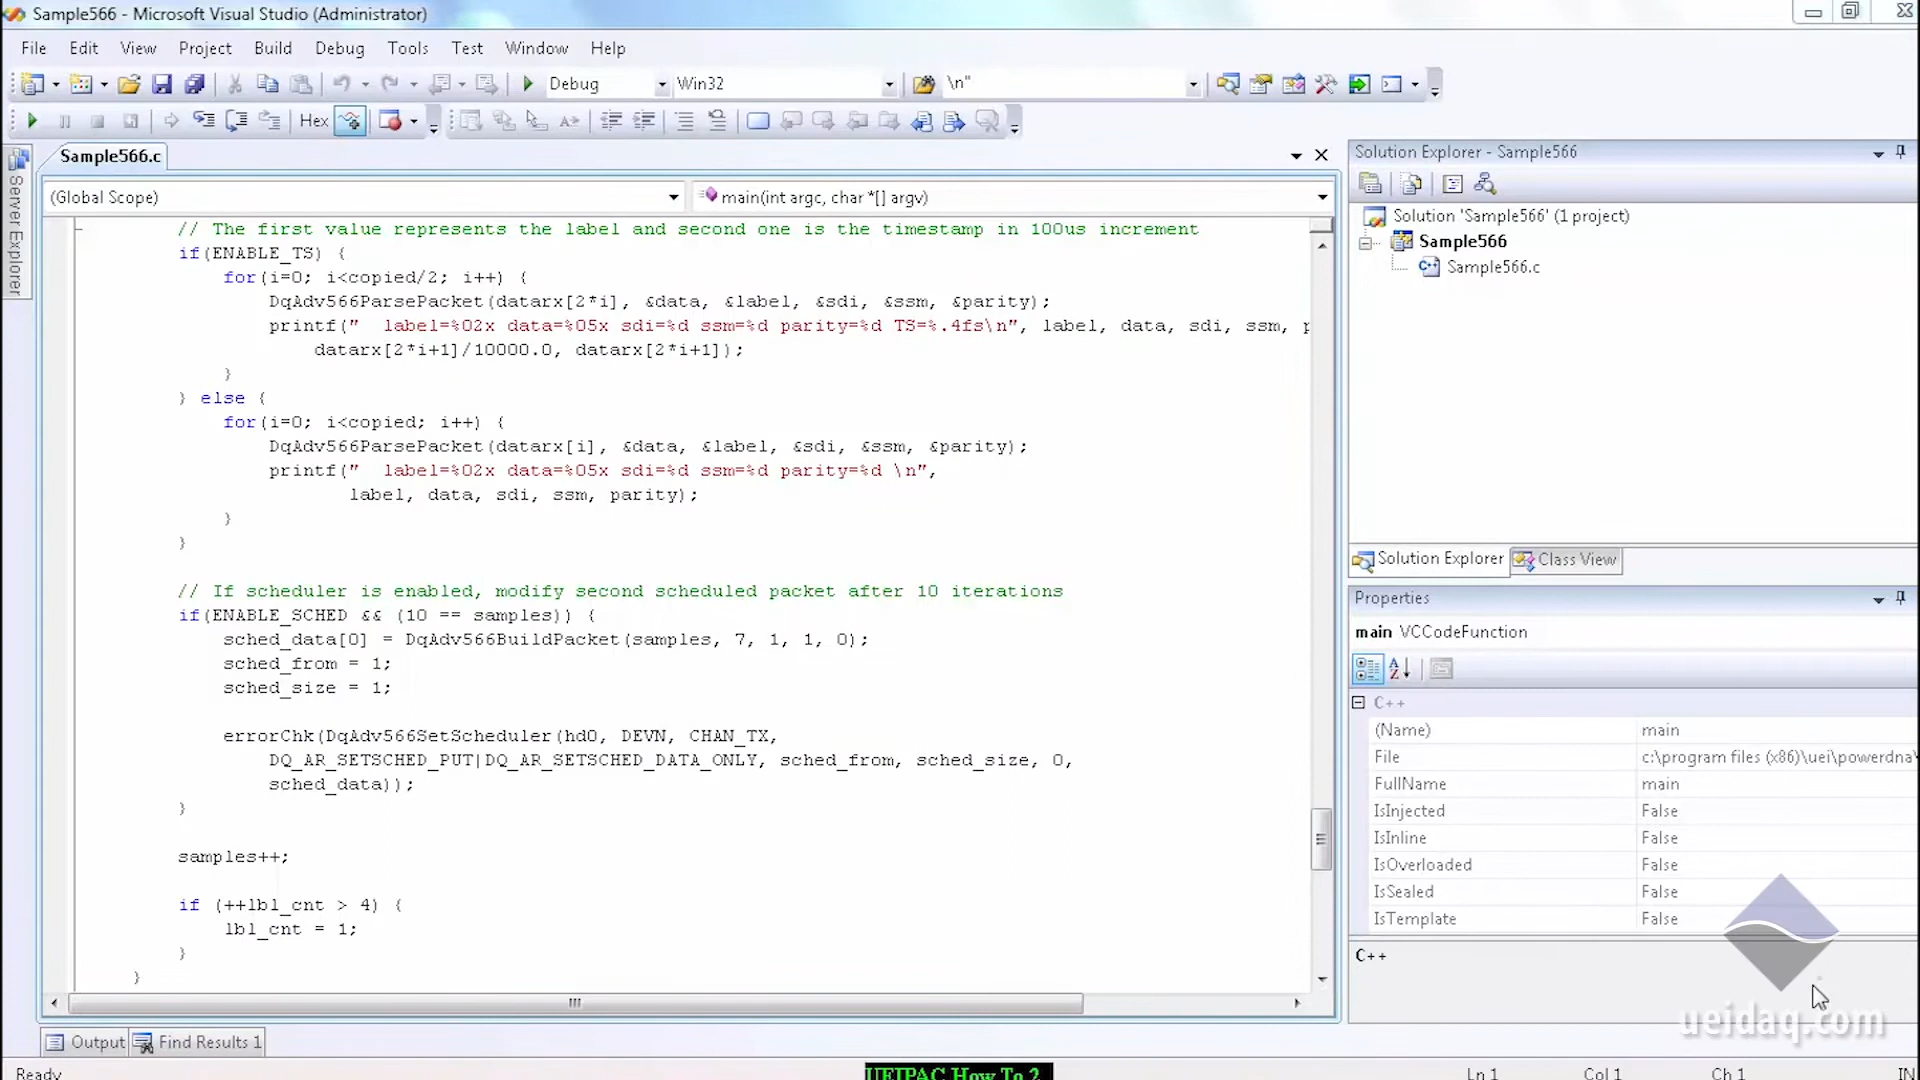 Sample566 - Microsoft Visual Studio (Administrator)
File Edit View Project Build Debug Tools Test Window Help
Debug Win32 \n"
Hex
Server Explorer
Sample566.c
(Global Scope) main(int argc, char *[] argv)
// The first value represents the label and second one is the timestamp in 100us increment
if(ENABLE_TS) {
for(i=0; i<copied/2; i++) {
DqAdv566ParsePacket(datarx[2*i], &data, &label, &sdi, &ssm, &parity);
printf("  label=%02x data=%05x sdi=%d ssm=%d parity=%d TS=%.4fs\n", label, data, sdi, ssm, p
datarx[2*i+1]/10000.0, datarx[2*i+1]);
}
} else {
for(i=0; i<copied; i++) {
DqAdv566ParsePacket(datarx[i], &data, &label, &sdi, &ssm, &parity);
printf("  label=%02x data=%05x sdi=%d ssm=%d parity=%d \n",
label, data, sdi, ssm, parity);
}
}
// If scheduler is enabled, modify second scheduled packet after 10 iterations
if(ENABLE_SCHED && (10 == samples)) {
sched_data[0] = DqAdv566BuildPacket(samples, 7, 1, 1, 0);
sched_from = 1;
sched_size = 1;
errorChk(DqAdv566SetScheduler(hd0, DEVN, CHAN_TX,
DQ_AR_SETSCHED_PUT|DQ_AR_SETSCHED_DATA_ONLY, sched_from, sched_size, 0,
sched_data));
}
samples++;
if (++lbl_cnt > 4) {
lbl_cnt = 1;
}
}
Solution Explorer - Sample566
Solution 'Sample566' (1 project)
Sample566
Sample566.c
Solution Explorer Class View
Properties
main VCCodeFunction
C++
(Name) main
File c:\program files (x86)\uei\powerdna\
FullName main
IsInjected False
IsInline False
IsOverloaded False
IsSealed False
IsTemplate False
C++
ueidaq.com
Output Find Results 1
Ready UEIPAC How To 2 Ln 1 Col 1 Ch 1 IN